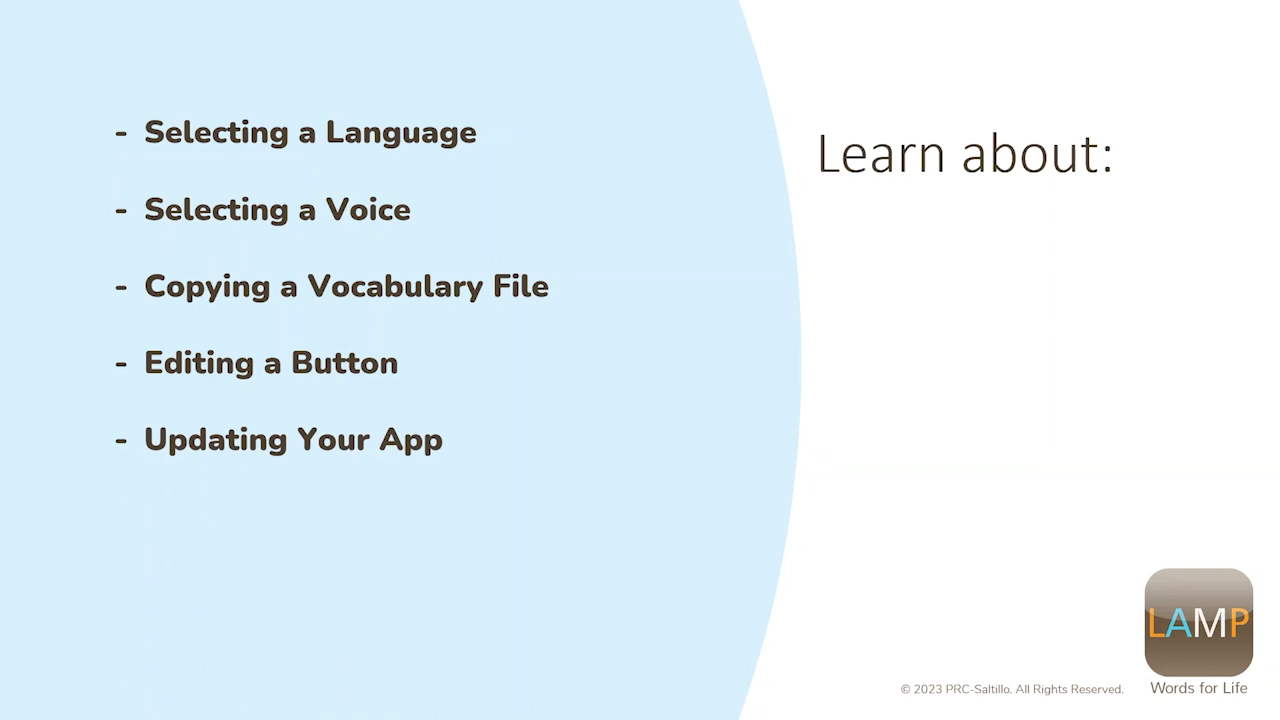 Learn about:
- Selecting a Language
- Selecting a Voice
- Copying a Vocabulary File
- Editing a Button
- Updating Your App
LAMP
Words for Life
© 2023 PRC-Saltillo. All Rights Reserved.